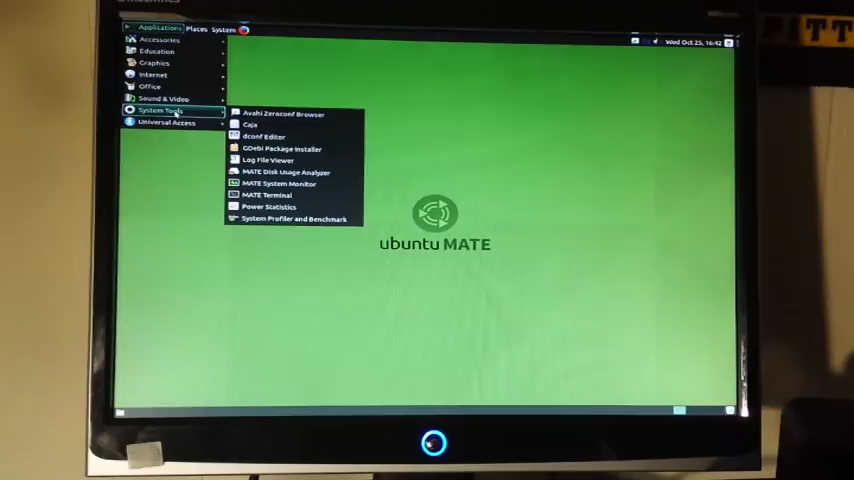 Applications Places System
Wed Oct 25, 16:42
Accessories
Education
Graphics
Internet
Office
Sound & Video
System Tools
Universal Access
Avahi Zeroconf Browser
Caja
dconf Editor
GDebi Package Installer
Log File Viewer
MATE Disk Usage Analyzer
MATE System Monitor
MATE Terminal
Power Statistics
System Profiler and Benchmark
ubuntu MATE
PITT